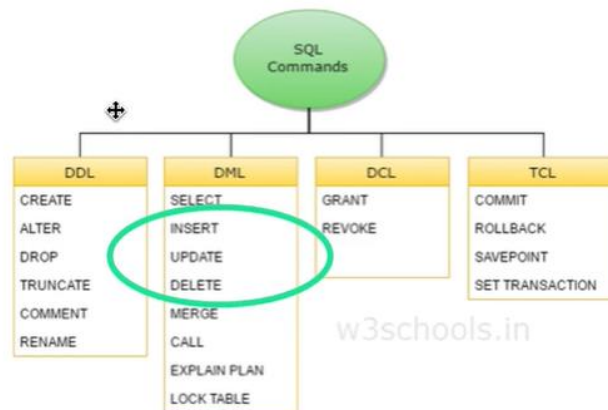 SQL
Commands
DDL
CREATE
ALTER
DROP
TRUNCATE
COMMENT
RENAME
DML
SELECT
INSERT
UPDATE
DELETE
MERGE
CALL
EXPLAIN PLAN
LOCK TABLE
DCL
GRANT
REVOKE
TCL
COMMIT
ROLLBACK
SAVEPOINT
SET TRANSACTION
w3schools.in